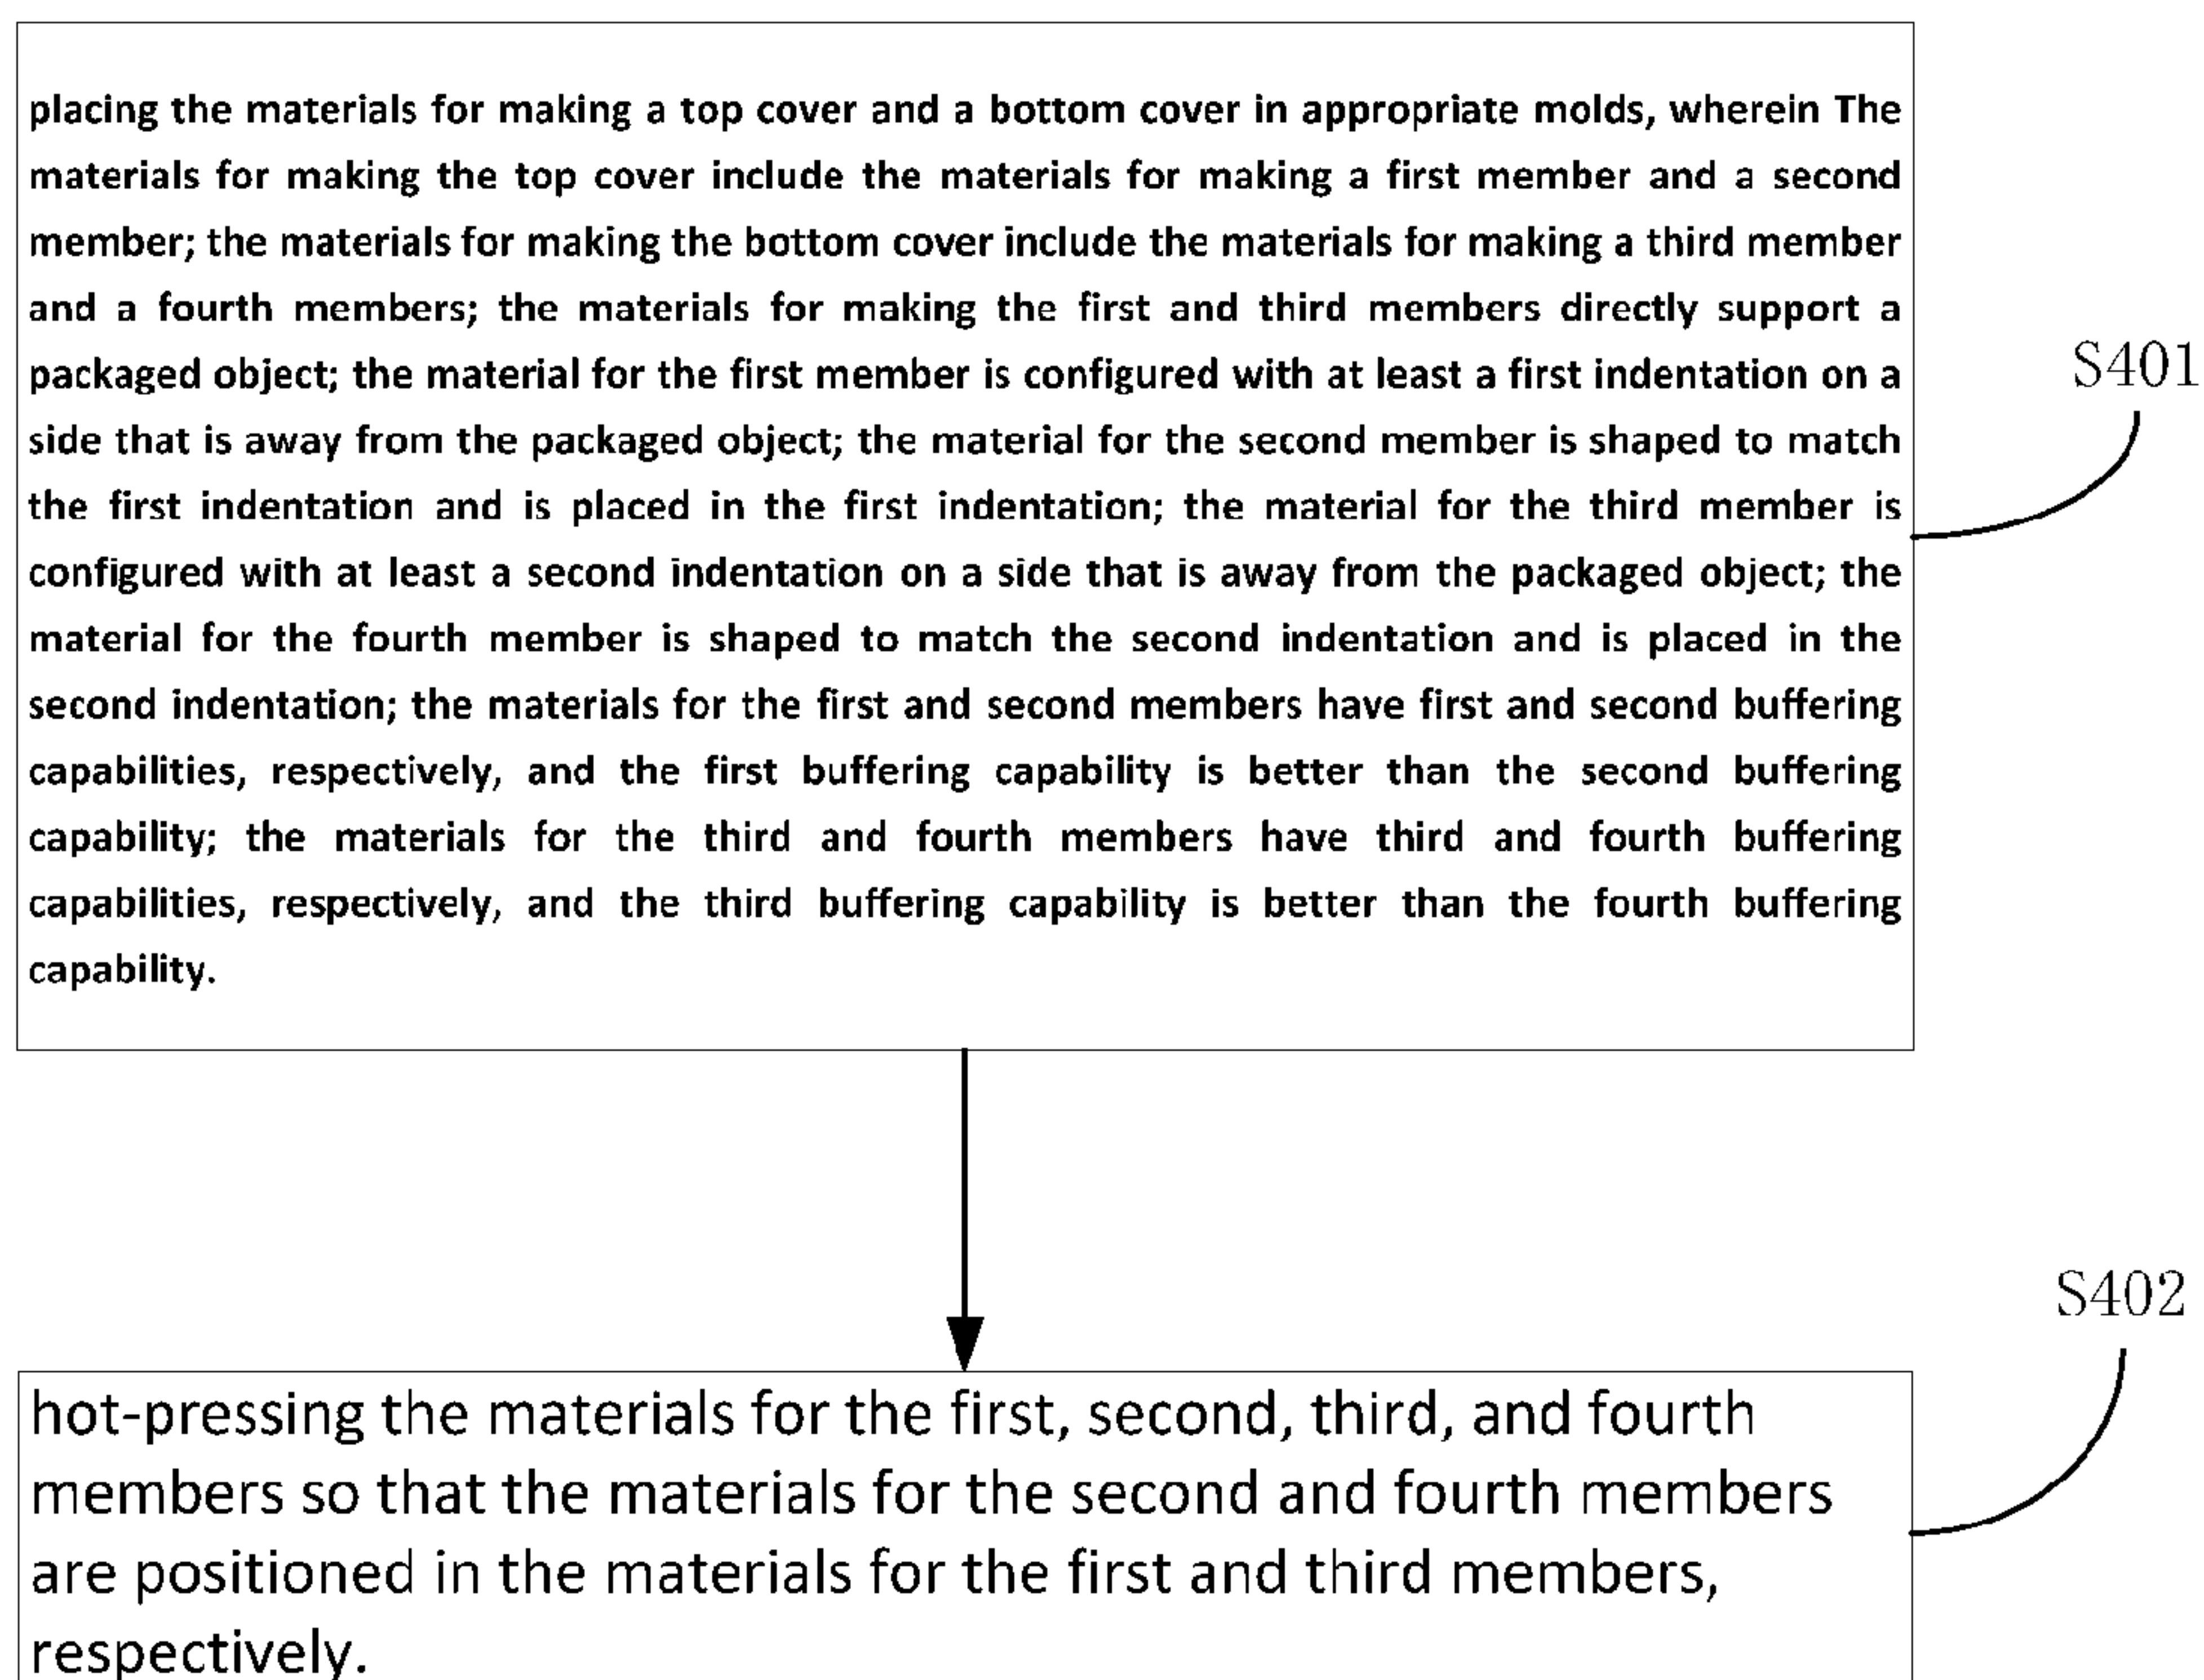 placing the materials for making a top cover and a bottom cover in appropriate molds, wherein The
materials for making the top cover include the materials for making a first member and a second
member; the materials for making the bottom cover include the materials for making a third member
and a fourth members; the materials for making the first and third members directly support a
packaged object; the material for the first member is configured with at least a first indentation on a
side that is away from the packaged object; the material for the second member is shaped to match
the first indentation and is placed in the first indentation; the material for the third member is
configured with at least a second indentation on a side that is away from the packaged object; the
material for the fourth member is shaped to match the second indentation and is placed in the
second indentation; the materials for the first and second members have first and second buffering
capabilities, respectively, and the first buffering capability is better than the second buffering
capability; the materials for the third and fourth members have third and fourth buffering
capabilities, respectively, and the third buffering capability is better than the fourth buffering
capability.
S401
S402
hot-pressing the materials for the first, second, third, and fourth
members so that the materials for the second and fourth members
are positioned in the materials for the first and third members,
respectively.